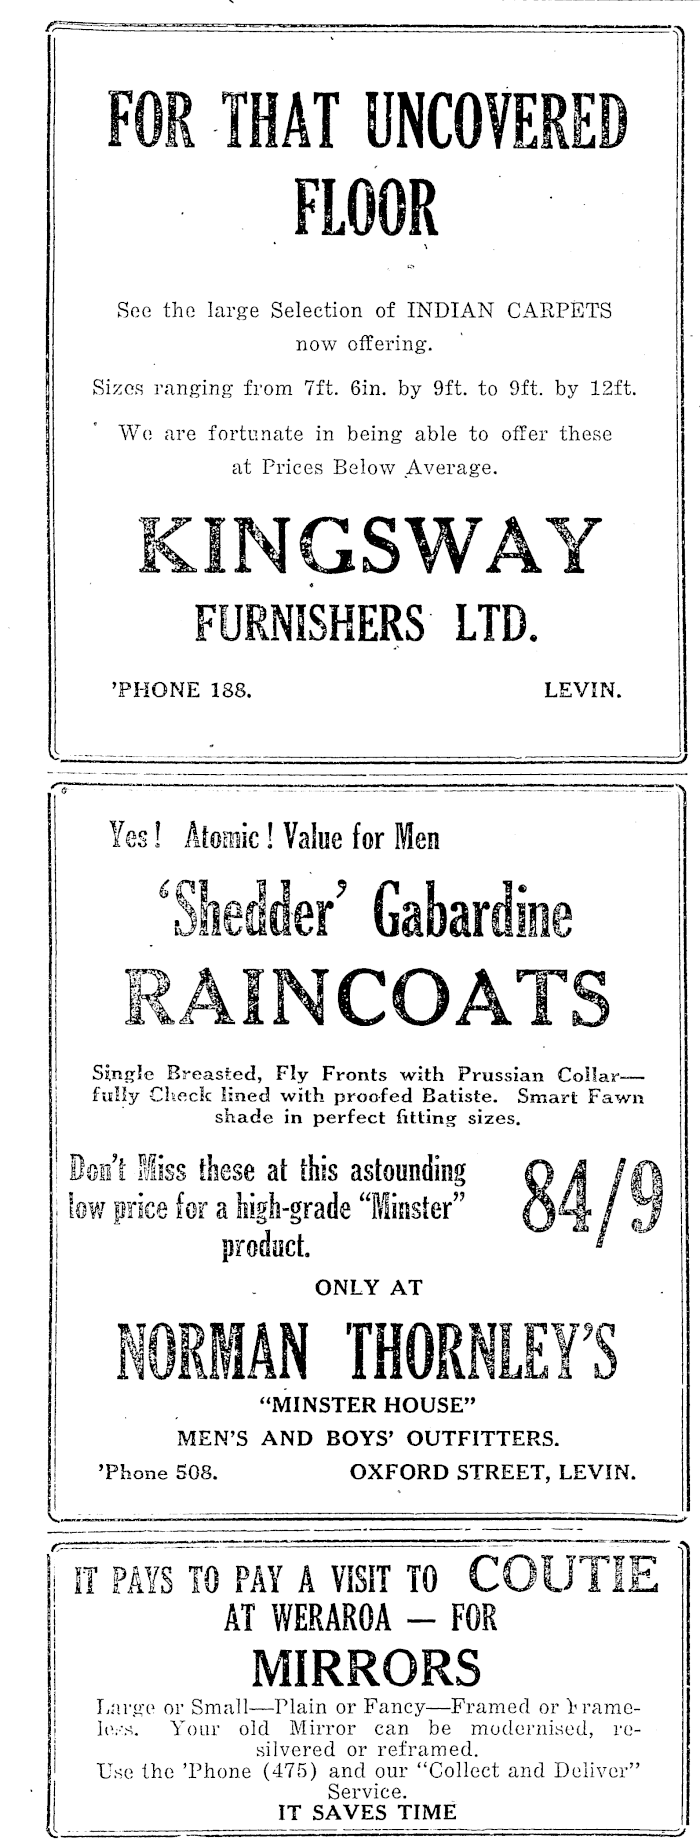 FOR THAT UNCOVERED
FLOOR
See the large Selection of INDIAN CARPETS
now offering.
Sizes ranging from 7ft. 6in. by 9ft. to 9ft. by 12ft.
We are fortunate in being able to offer these
at Prices Below Average.
KINGSWAY
FURNISHERS LTD.
'PHONE 188. LEVIN.
Yes! Atomic! Value for Men
'Shedder' Gabardine
RAINCOATS
Single Breasted, Fly Fronts with Prussian Collar—
fully Check lined with proofed Batiste. Smart Fawn
shade in perfect fitting sizes.
Don't Miss these at this astounding
low price for a high-grade "Minster"
product.
84/9
ONLY AT
NORMAN THORNLEY'S
"MINSTER HOUSE"
MEN'S AND BOYS' OUTFITTERS.
'Phone 508. OXFORD STREET, LEVIN.
IT PAYS TO PAY A VISIT TO COUTIE
AT WERAROA — FOR
MIRRORS
Large or Small—Plain or Fancy—Framed or Frame-
less. Your old Mirror can be modernised, re-
silvered or reframed.
Use the 'Phone (475) and our "Collect and Deliver"
Service.
IT SAVES TIME